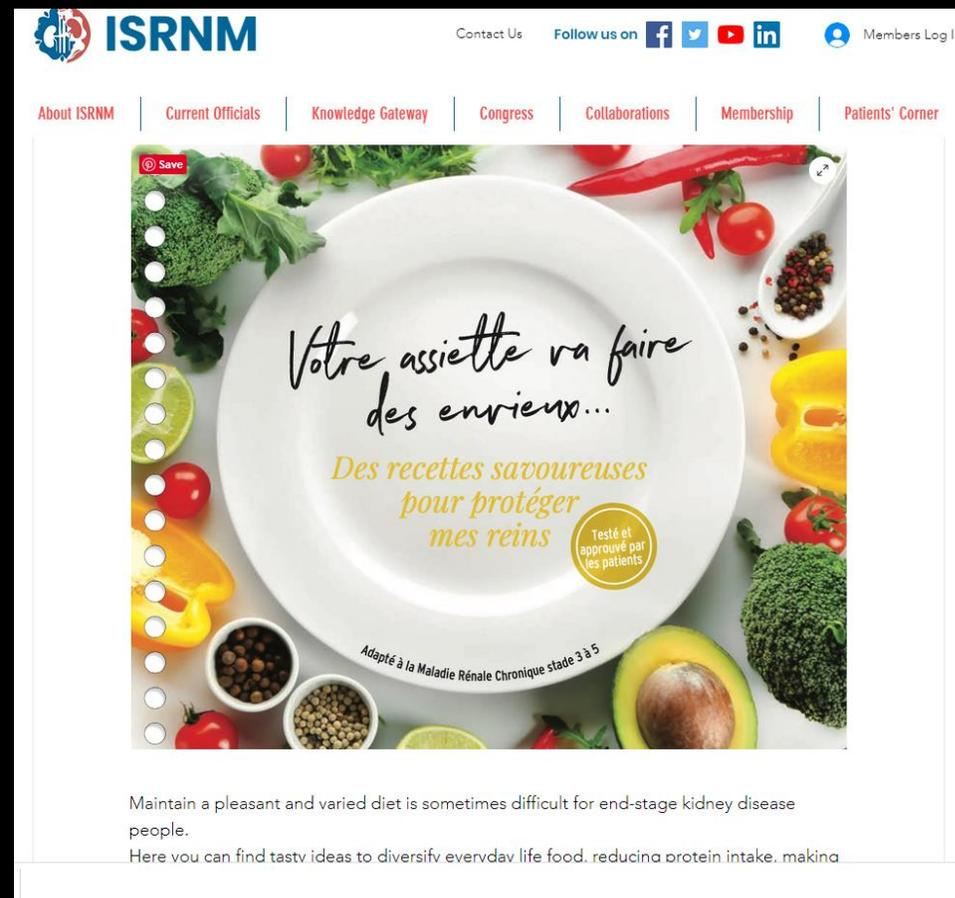 ISRNM
Contact Us
Follow us on
Members Log I
About ISRNM
Current Officials
Knowledge Gateway
Congress
Collaborations
Membership
Patients' Corner
Save
Votre assiette va faire
des envieux...
Des recettes savoureuses
pour protéger
mes reins
Testé et
approuvé par
les patients
Adapté à la Maladie Rénale Chronique stade 3 à 5
Maintain a pleasant and varied diet is sometimes difficult for end-stage kidney disease
people.
Here you can find tasty ideas to diversify everyday life food, reducing protein intake, making